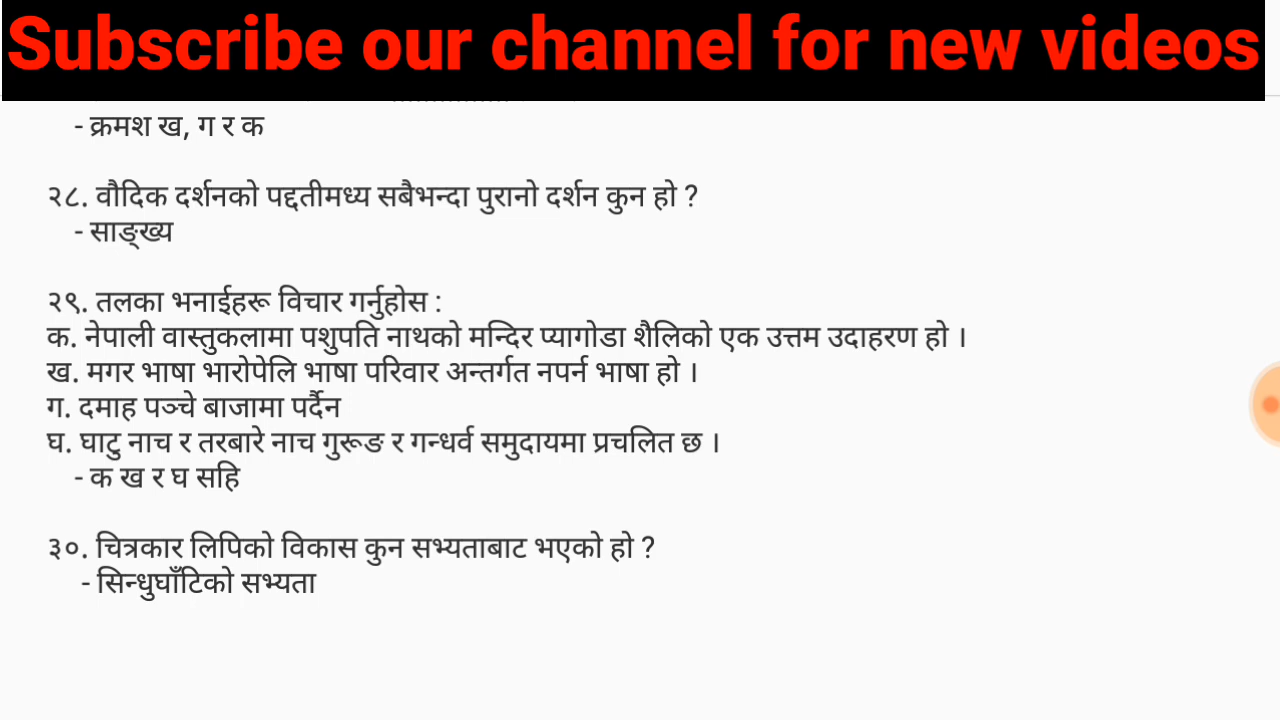 Subscribe our channel for new videos
- क्रमश ख, ग र क
२८. वौदिक दर्शनको पद्दतीमध्य सबैभन्दा पुरानो दर्शन कुन हो ?
- साङ्ख्य
२९. तलका भनाईहरू विचार गर्नुहोस :
क. नेपाली वास्तुकलामा पशुपति नाथको मन्दिर प्यागोडा शैलिको एक उत्तम उदाहरण हो ।
ख. मगर भाषा भारोपेलि भाषा परिवार अन्तर्गत नपर्न भाषा हो ।
ग. दमाह पञ्चे बाजामा पर्दैन
घ. घाटु नाच र तरबारे नाच गुरूङ र गन्धर्व समुदायमा प्रचलित छ ।
- क ख र घ सहि
३०. चित्रकार लिपिको विकास कुन सभ्यताबाट भएको हो ?
- सिन्धुघाँटिको सभ्यता